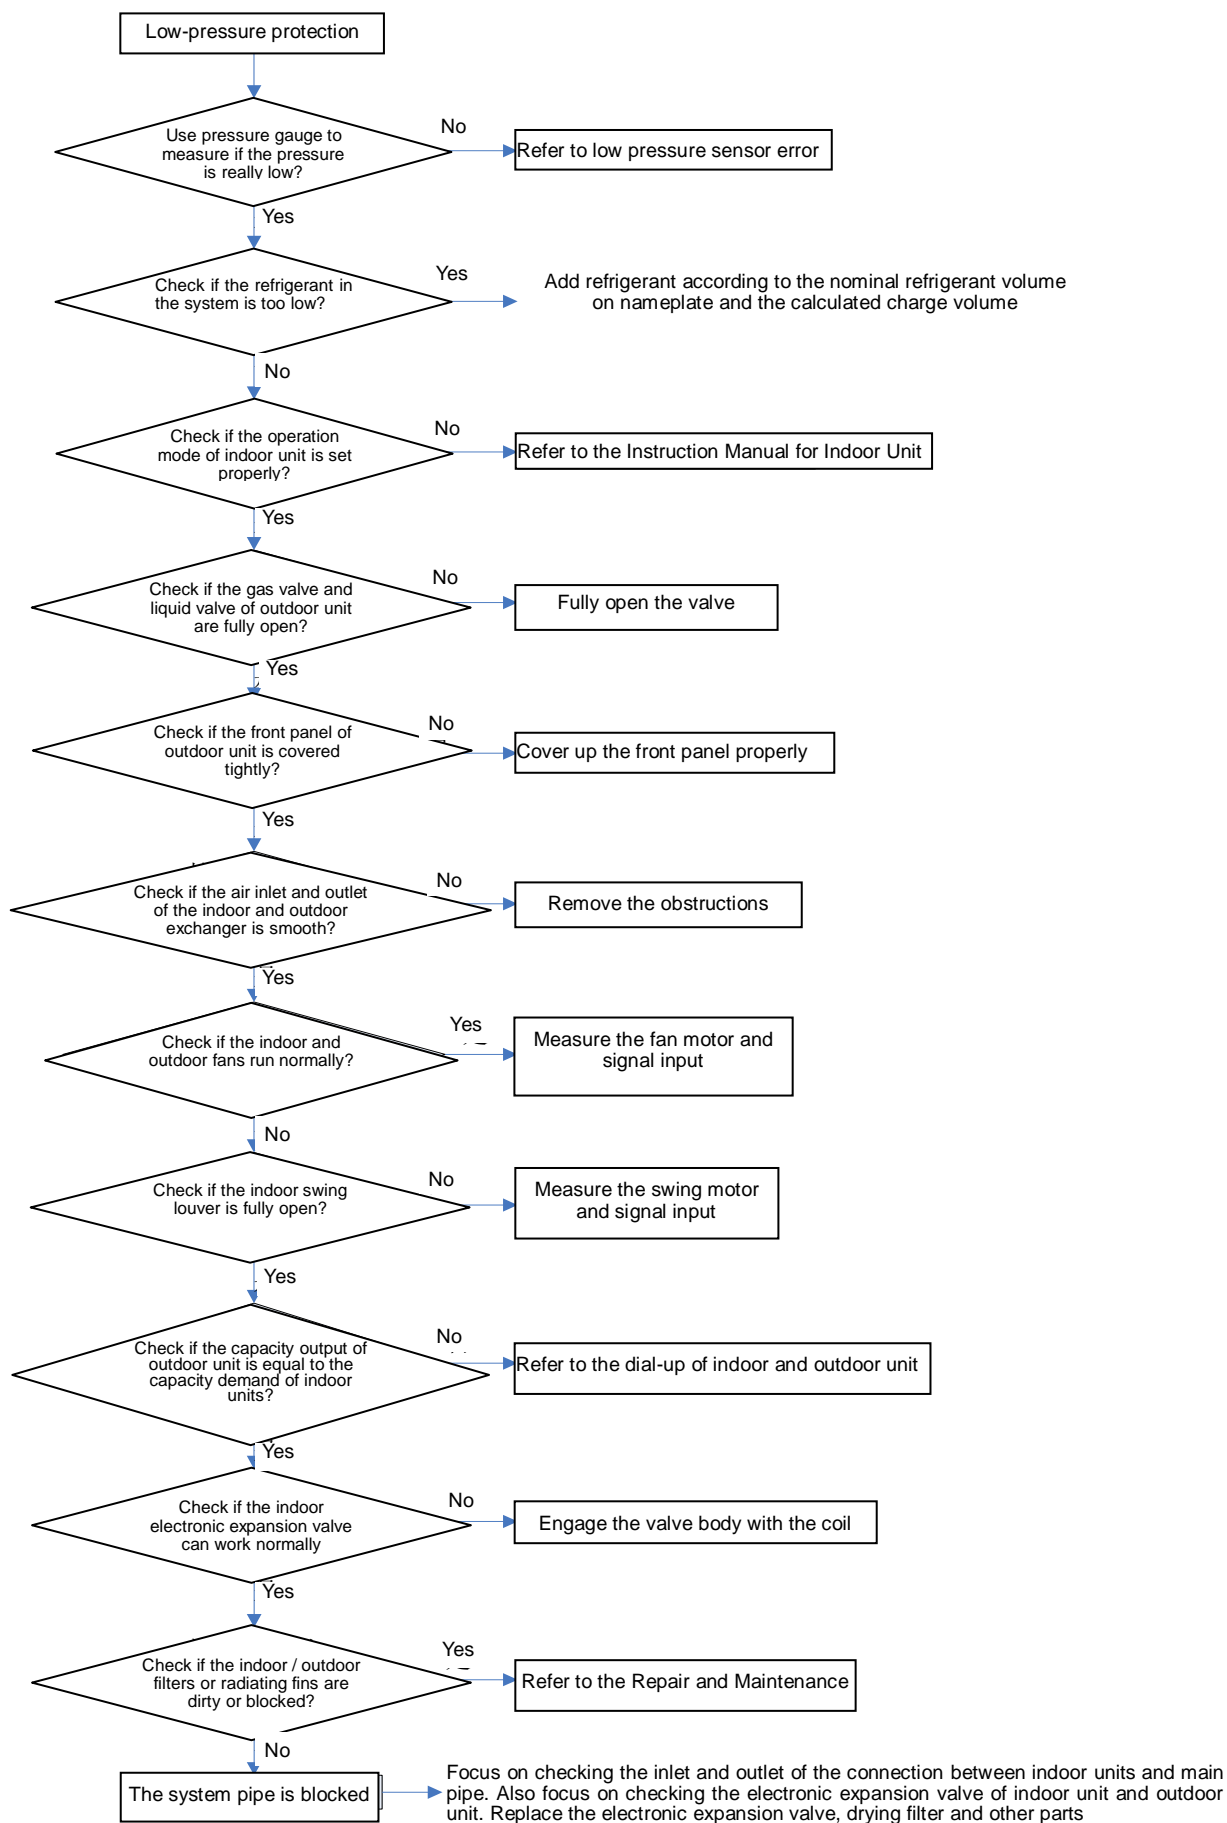 Low-pressure protection
Use pressure gauge to
measure if the pressure
is really low?
No
Refer to low pressure sensor error
Yes
Check if the refrigerant in
the system is too low?
Yes
Add refrigerant according to the nominal refrigerant volume
on nameplate and the calculated charge volume
No
Check if the operation
mode of indoor unit is set
properly?
No
Refer to the Instruction Manual for Indoor Unit
Yes
Check if the gas valve and
liquid valve of outdoor unit
are fully open?
No
Fully open the valve
Yes
Check if the front panel of
outdoor unit is covered
tightly?
No
Cover up the front panel properly
Yes
Check if the air inlet and outlet
of the indoor and outdoor
exchanger is smooth?
No
Remove the obstructions
Yes
Check if the indoor and
outdoor fans run normally?
Yes
Measure the fan motor and
signal input
No
Check if the indoor swing
louver is fully open?
No
Measure the swing motor
and signal input
Yes
Check if the capacity output of
outdoor unit is equal to the
capacity demand of indoor
units?
No
Refer to the dial-up of indoor and outdoor unit
Yes
Check if the indoor
electronic expansion valve
can work normally
No
Engage the valve body with the coil
Yes
Check if the indoor / outdoor
filters or radiating fins are
dirty or blocked?
Yes
Refer to the Repair and Maintenance
No
The system pipe is blocked
Focus on checking the inlet and outlet of the connection between indoor units and main
pipe. Also focus on checking the electronic expansion valve of indoor unit and outdoor
unit. Replace the electronic expansion valve, drying filter and other parts